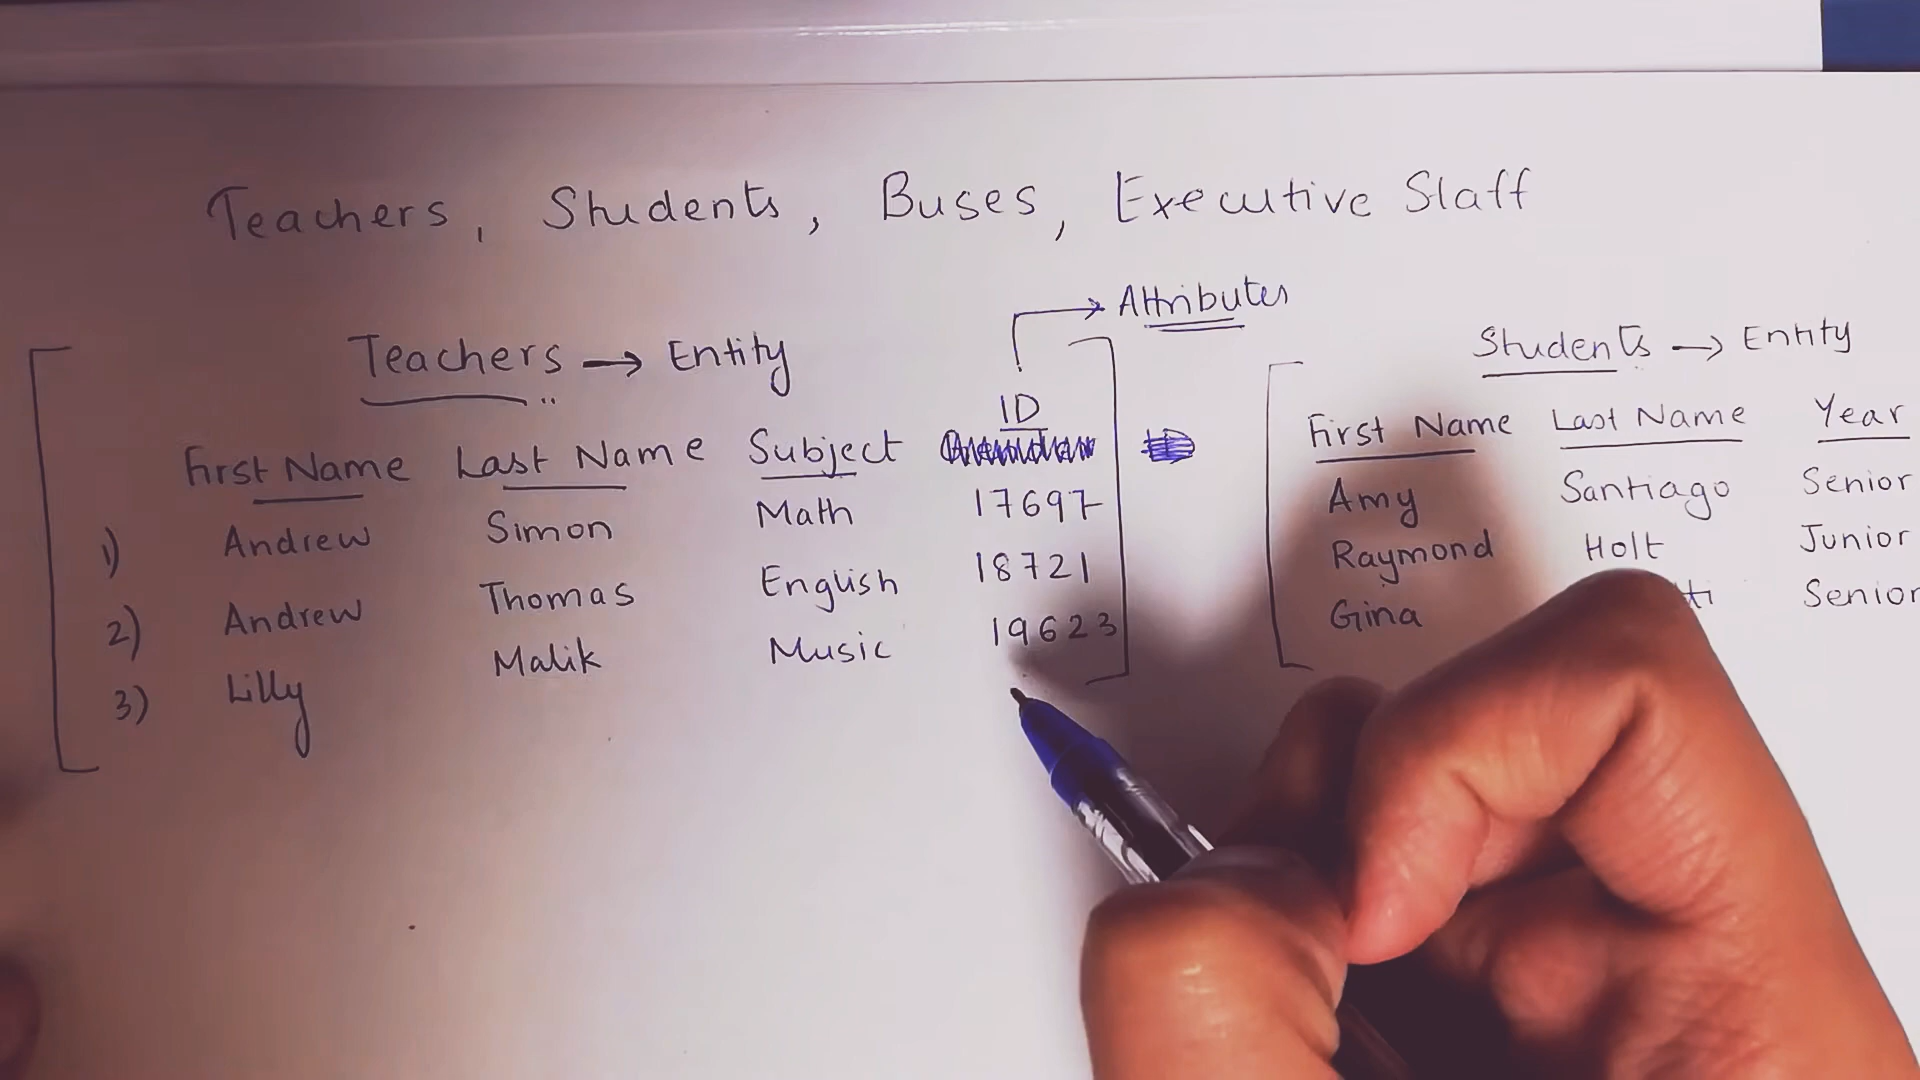 Teachers, Students, Buses, Executive Staff
Attributes
Teachers → Entity
ID
First Name Last Name Subject
1) Andrew Simon Math 17697
2) Andrew Thomas English 18721
3) Lilly Malik Music 19623
Students → Entity
First Name Last Name Year
Amy Santiago Senior
Raymond Holt Junior
Gina Senior